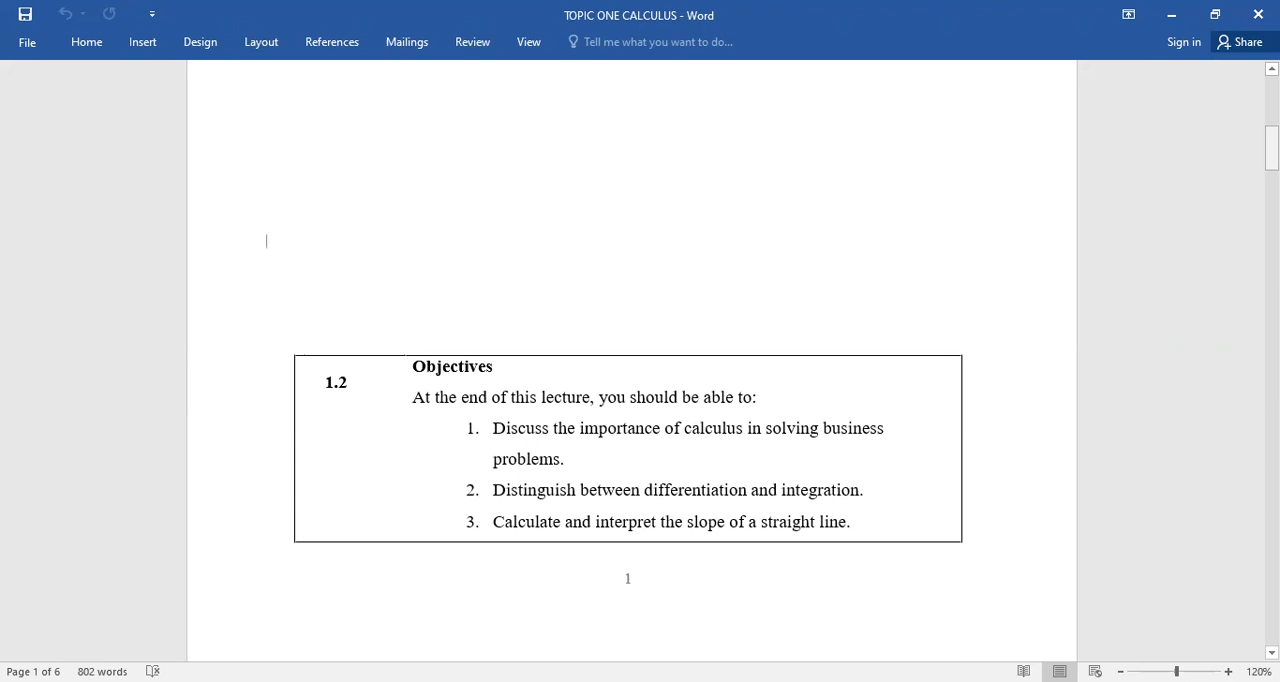 TOPIC ONE CALCULUS - Word
File Home Insert Design Layout References Mailings Review View Tell me what you want to do... Sign in Share
1.2 Objectives
At the end of this lecture, you should be able to:
1. Discuss the importance of calculus in solving business
problems.
2. Distinguish between differentiation and integration.
3. Calculate and interpret the slope of a straight line.
1
Page 1 of 6 802 words 120%